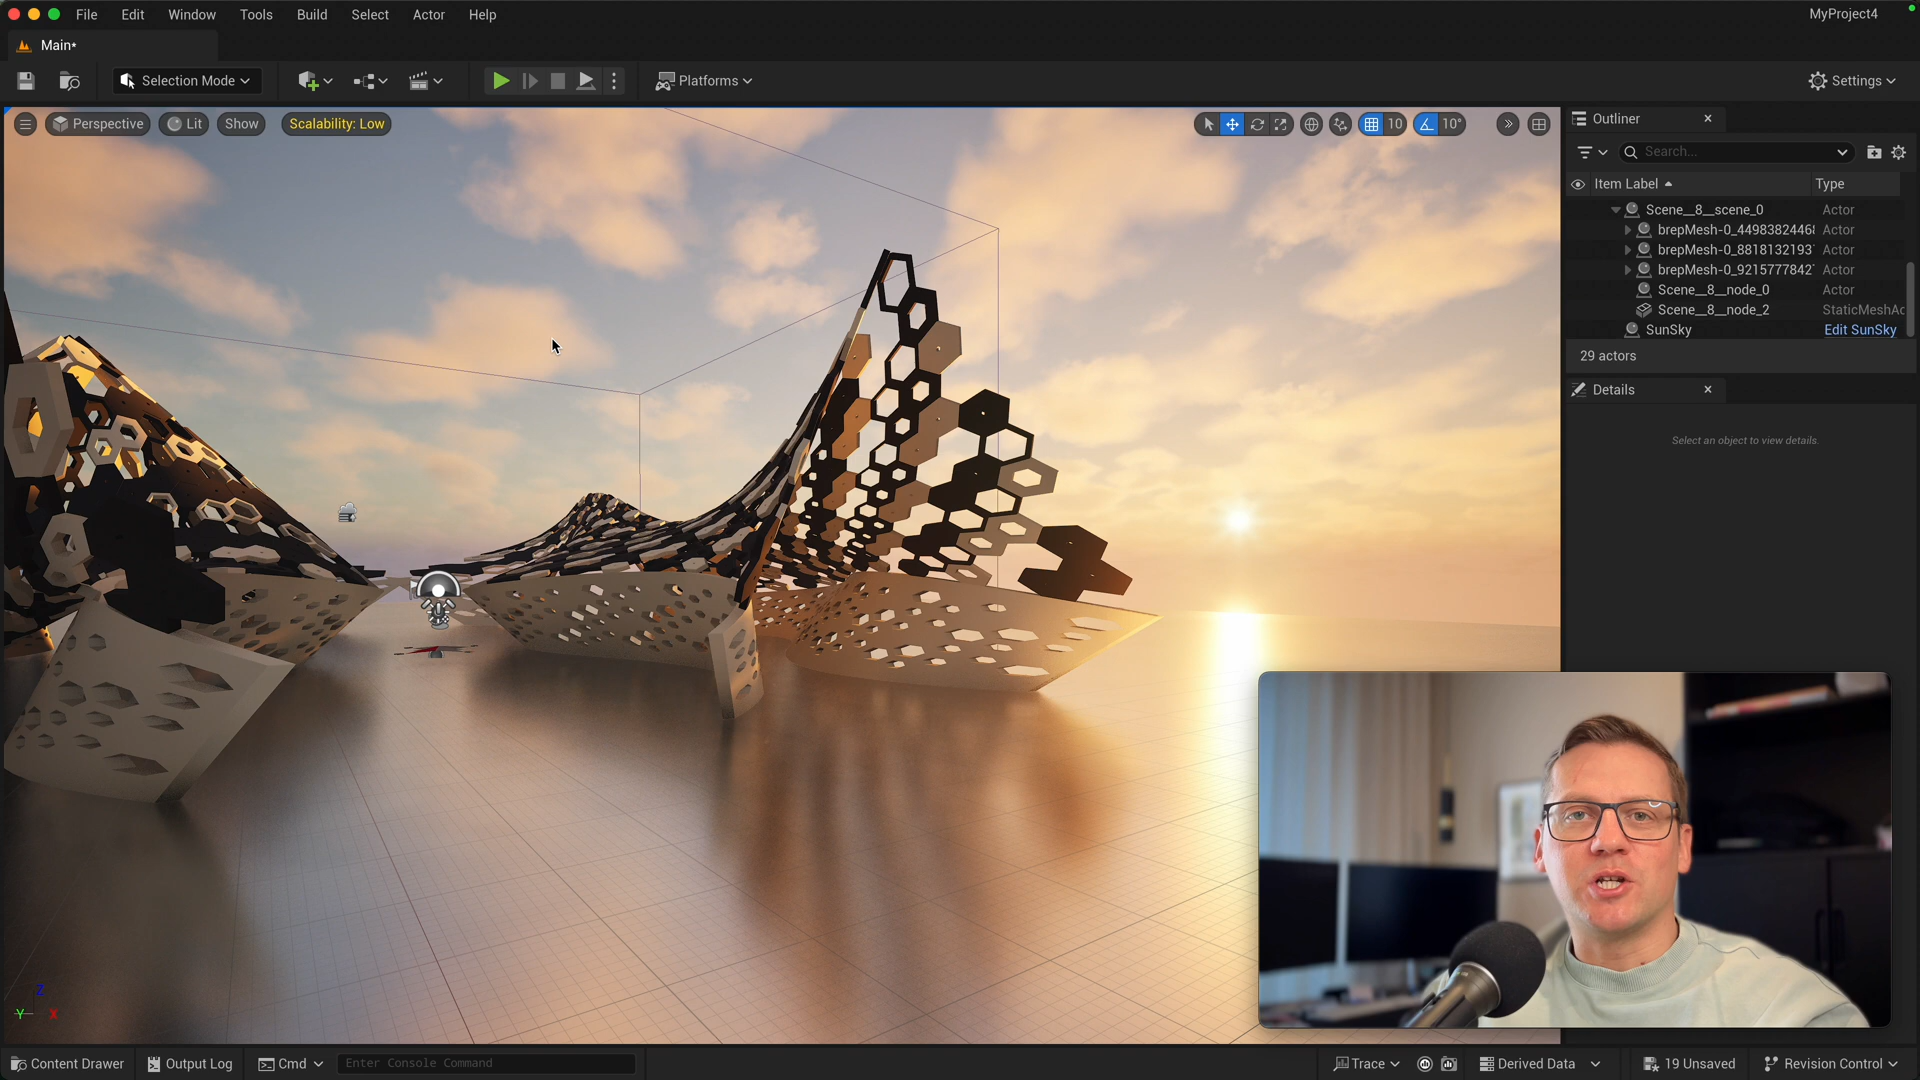 File Edit Window Tools Build Select Actor Help
MyProject4
Main*
Selection Mode
Platforms
Settings
Perspective Lit Show Scalability: Low
10 10°
Outliner
Search...
Item Label Type
Scene__8__scene_0 Actor
brepMesh-0_44983824468 Actor
brepMesh-0_8818132193 Actor
brepMesh-0_9215777842 Actor
Scene__8__node_0 Actor
Scene__8__node_2 StaticMeshAc
SunSky Edit SunSky
29 actors
Details
Select an object to view details.
Z
Y X
Content Drawer Output Log Cmd Enter Console Command
Trace Derived Data 19 Unsaved Revision Control